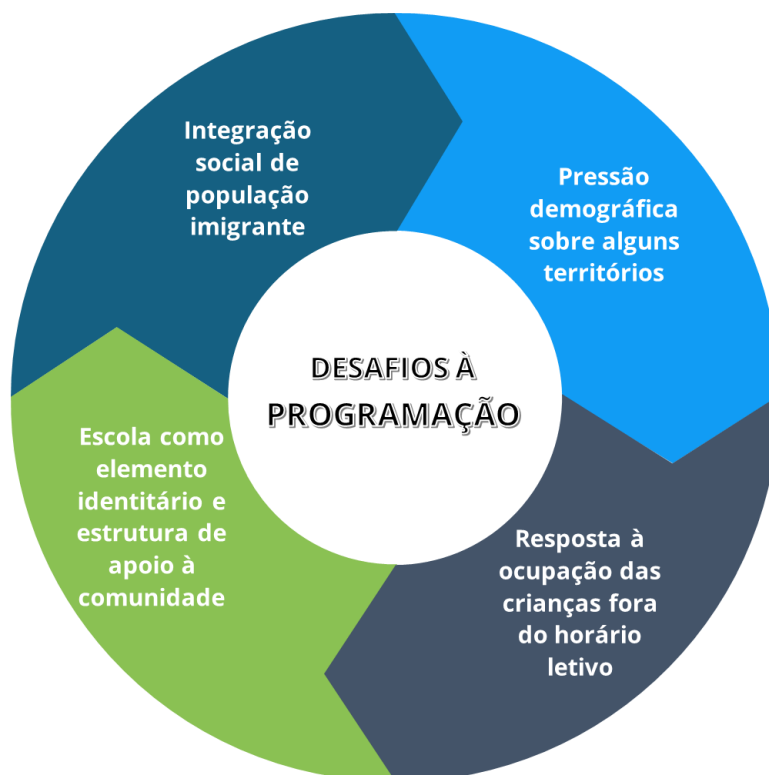 Integração
social de
população
imigrante
Pressão
demográfica
sobre alguns
territórios
DESAFIOS À
PROGRAMAÇÃO
Escola como
elemento
identitário e
estrutura de
apoio à
comunidade
Resposta à
ocupação das
crianças fora
do horário
letivo